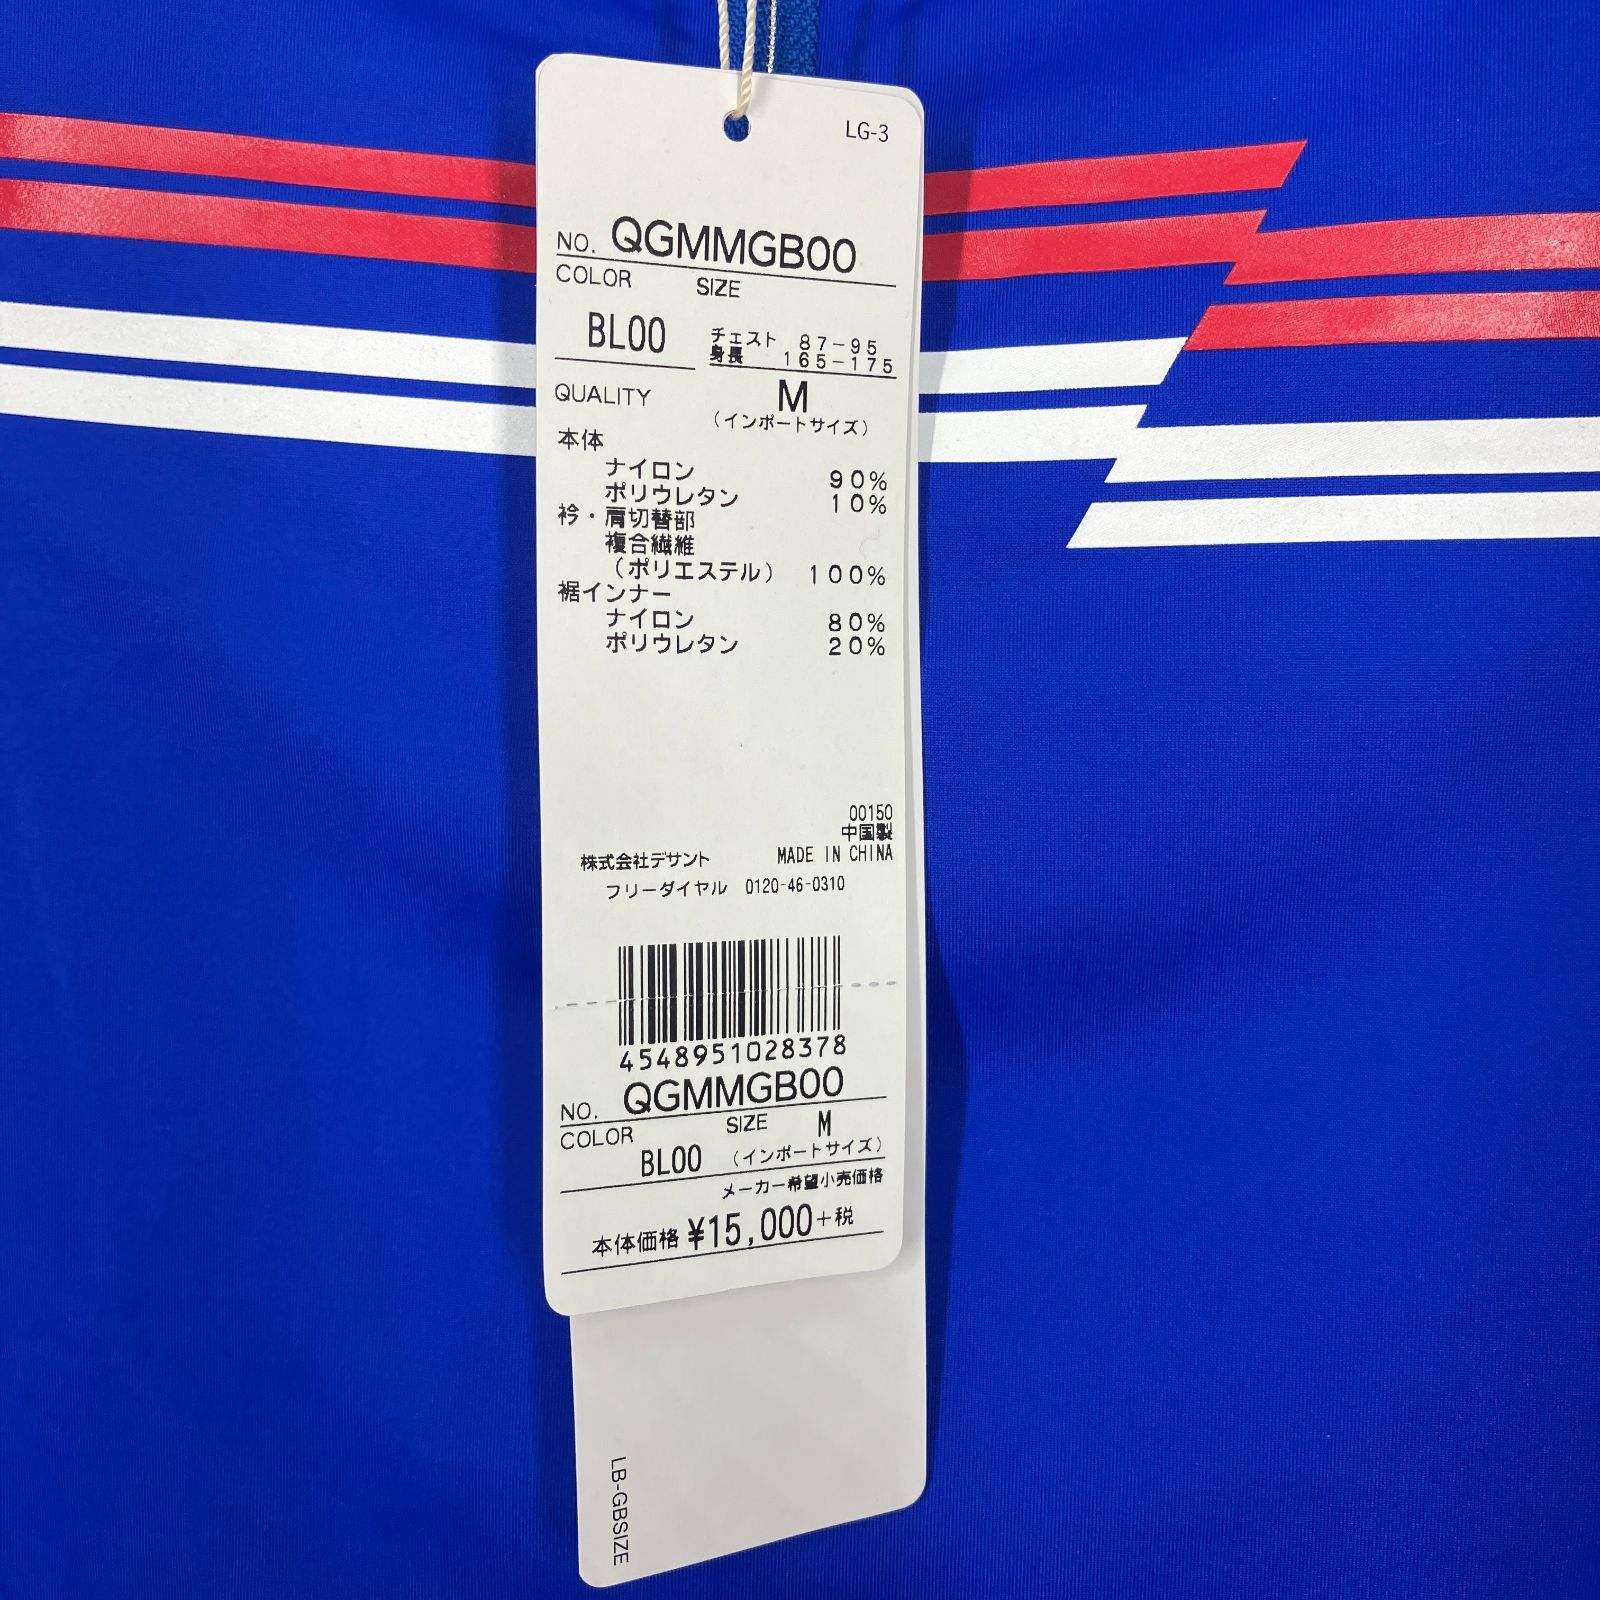 LG-3
NO. QGMMGB00
COLOR SIZE
BL00
チェスト 87-95
身長 165-175
QUALITY M
(インポートサイズ)
本体
ナイロン 90%
ポリウレタン 10%
衿・肩切替部
複合繊維
(ポリエステル) 100%
裾インナー
ナイロン 80%
ポリウレタン 20%
00150
中国製
株式会社デサント MADE IN CHINA
フリーダイヤル 0120-46-0310
4548951028378
NO. QGMMGB00
COLOR SIZE M
BL00 (インポートサイズ)
メーカー希望小売価格
本体価格 ¥15,000+税
LB-GBSIZE